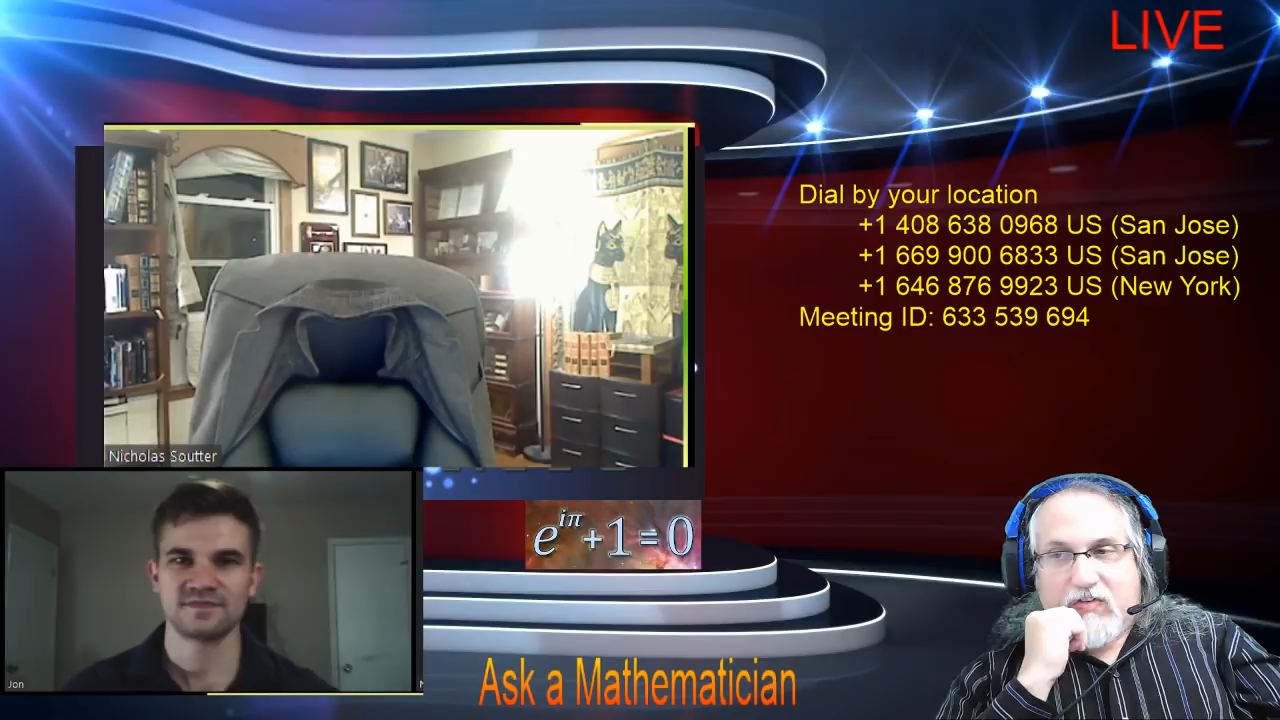 LIVE
Dial by your location
+1 408 638 0968 US (San Jose)
+1 669 900 6833 US (San Jose)
+1 646 876 9923 US (New York)
Meeting ID: 633 539 694
Nicholas Soutter
e^{iπ}+1=0
Jon
Ask a Mathematician